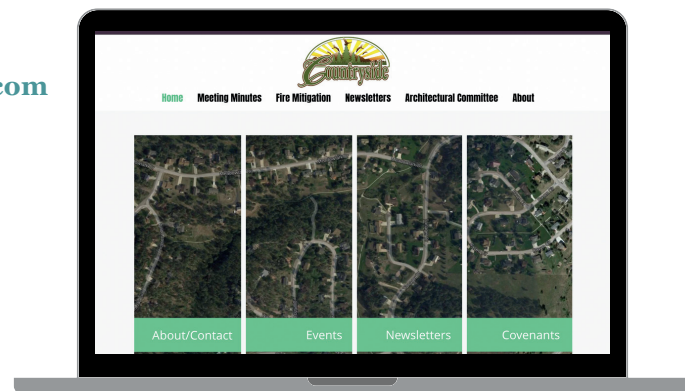 com
Countryside
Home Meeting Minutes Fire Mitigation Newsletters Architectural Committee About
About/Contact Events Newsletters Covenants